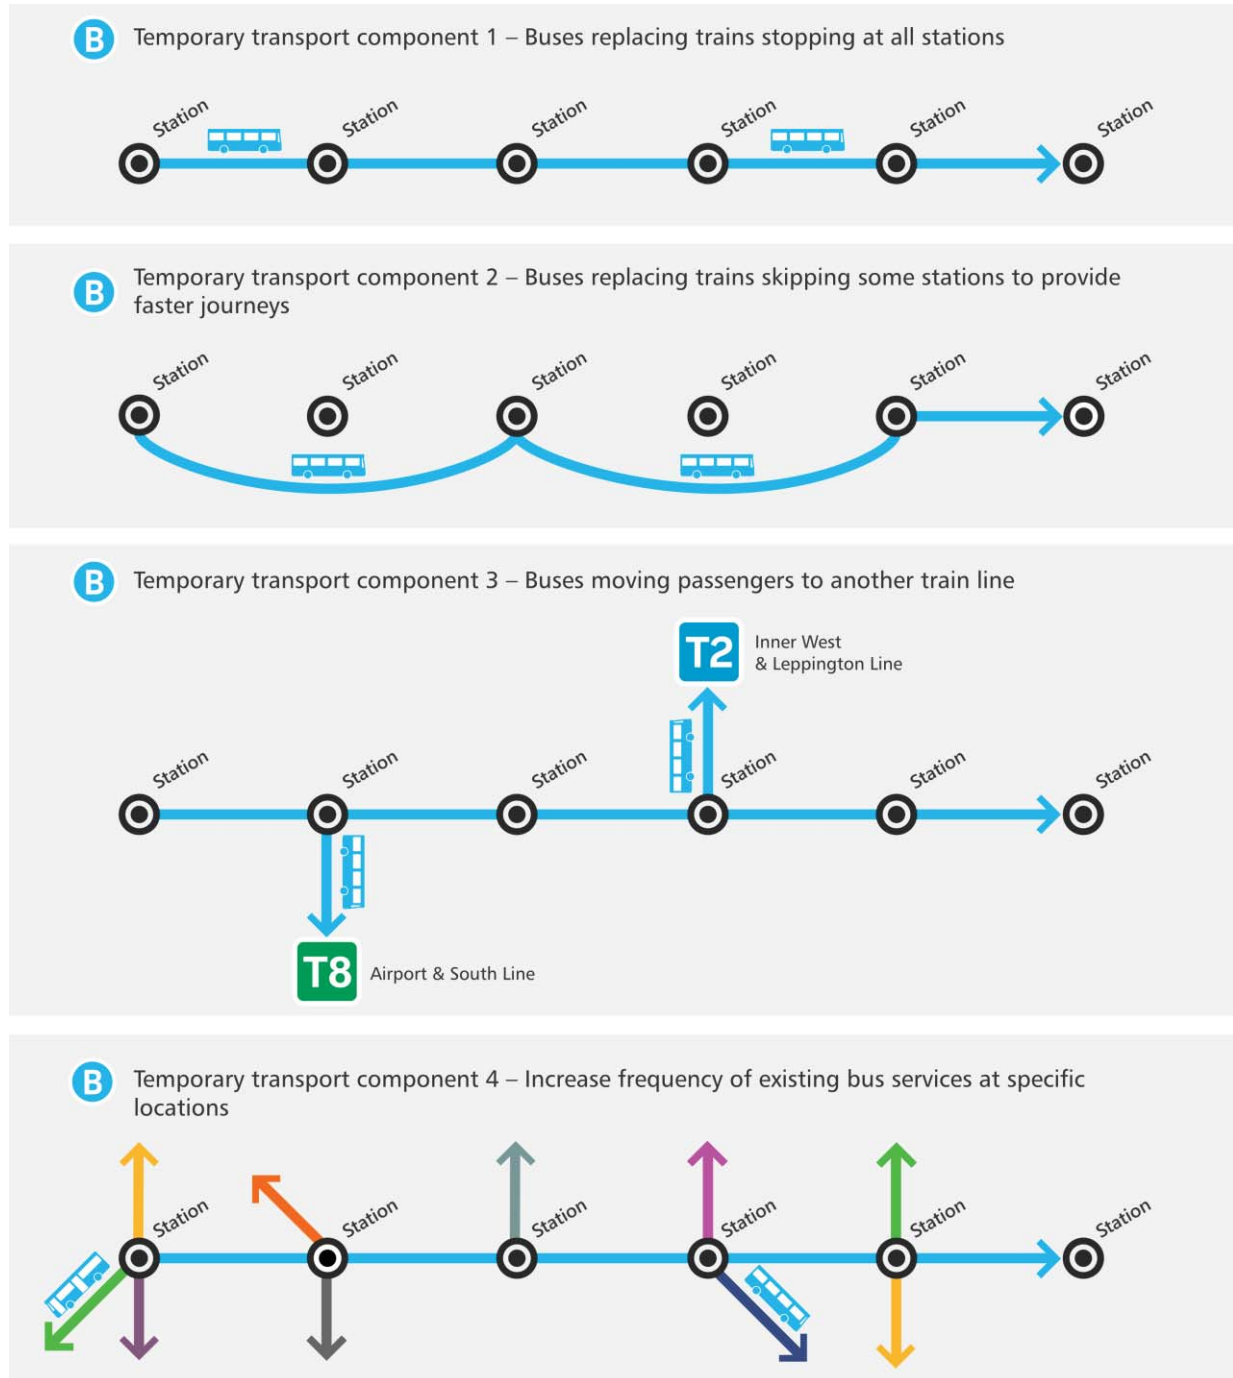 B
Temporary transport component 1 – Buses replacing trains stopping at all stations
Station
Station
Station
Station
Station
Station
B
Temporary transport component 2 – Buses replacing trains skipping some stations to provide
faster journeys
Station
Station
Station
Station
Station
Station
B
Temporary transport component 3 – Buses moving passengers to another train line
T2
Inner West
& Leppington Line
Station
Station
Station
Station
Station
Station
T8
Airport & South Line
B
Temporary transport component 4 – Increase frequency of existing bus services at specific
locations
Station
Station
Station
Station
Station
Station